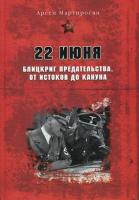 Арсен Мартиросян
22 ИЮНЯ
БЛИЦКРИГ ПРЕДАТЕЛЬСТВА.
ОТ ИСТОКОВ ДО КАНУНА